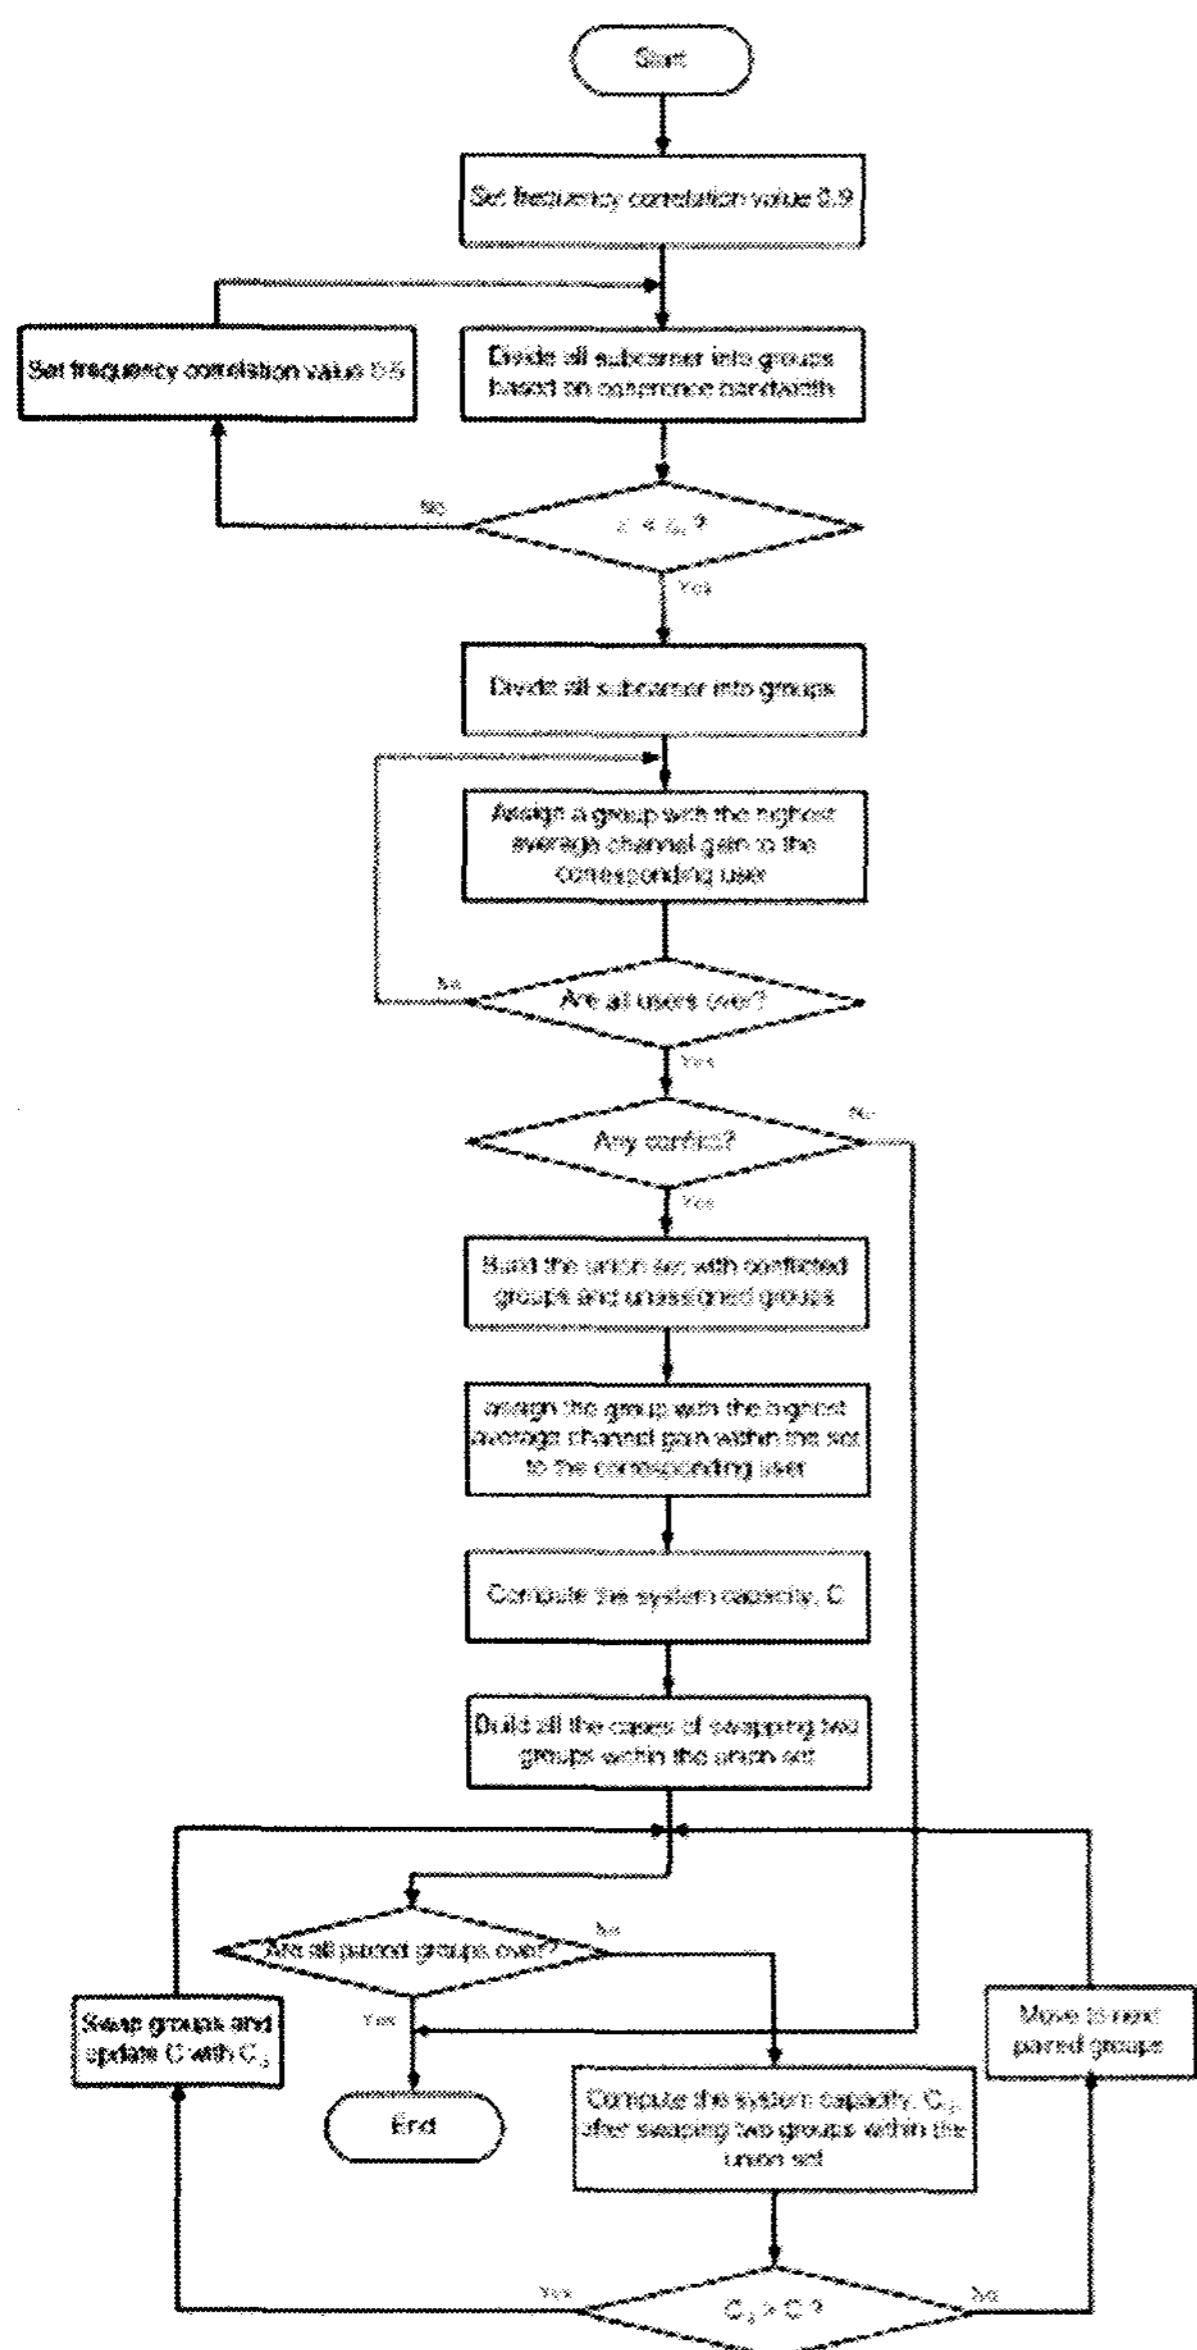 Start
Set frequency correlation value 0.9
Set frequency correlation value 0.5
Divide all subcarrier into groups
based on coherence bandwidth
No
Yes
Divide all subcarrier into groups
Assign a group with the highest
average channel gain to the
corresponding user
No
Are all users over?
Yes
No
Any conflict?
Yes
Build the union set with conflicted
groups and unassigned groups
assign the group with the highest
average channel gain within the set
to the corresponding user
Compute the system capacity, C
Build all the cases of swapping two
groups within the union set
No
Are all paired groups over?
Yes
Swap groups and
update C with
Move to next
paired groups
End
Compute the system capacity,
after swaping two groups within the
union set
Yes
No